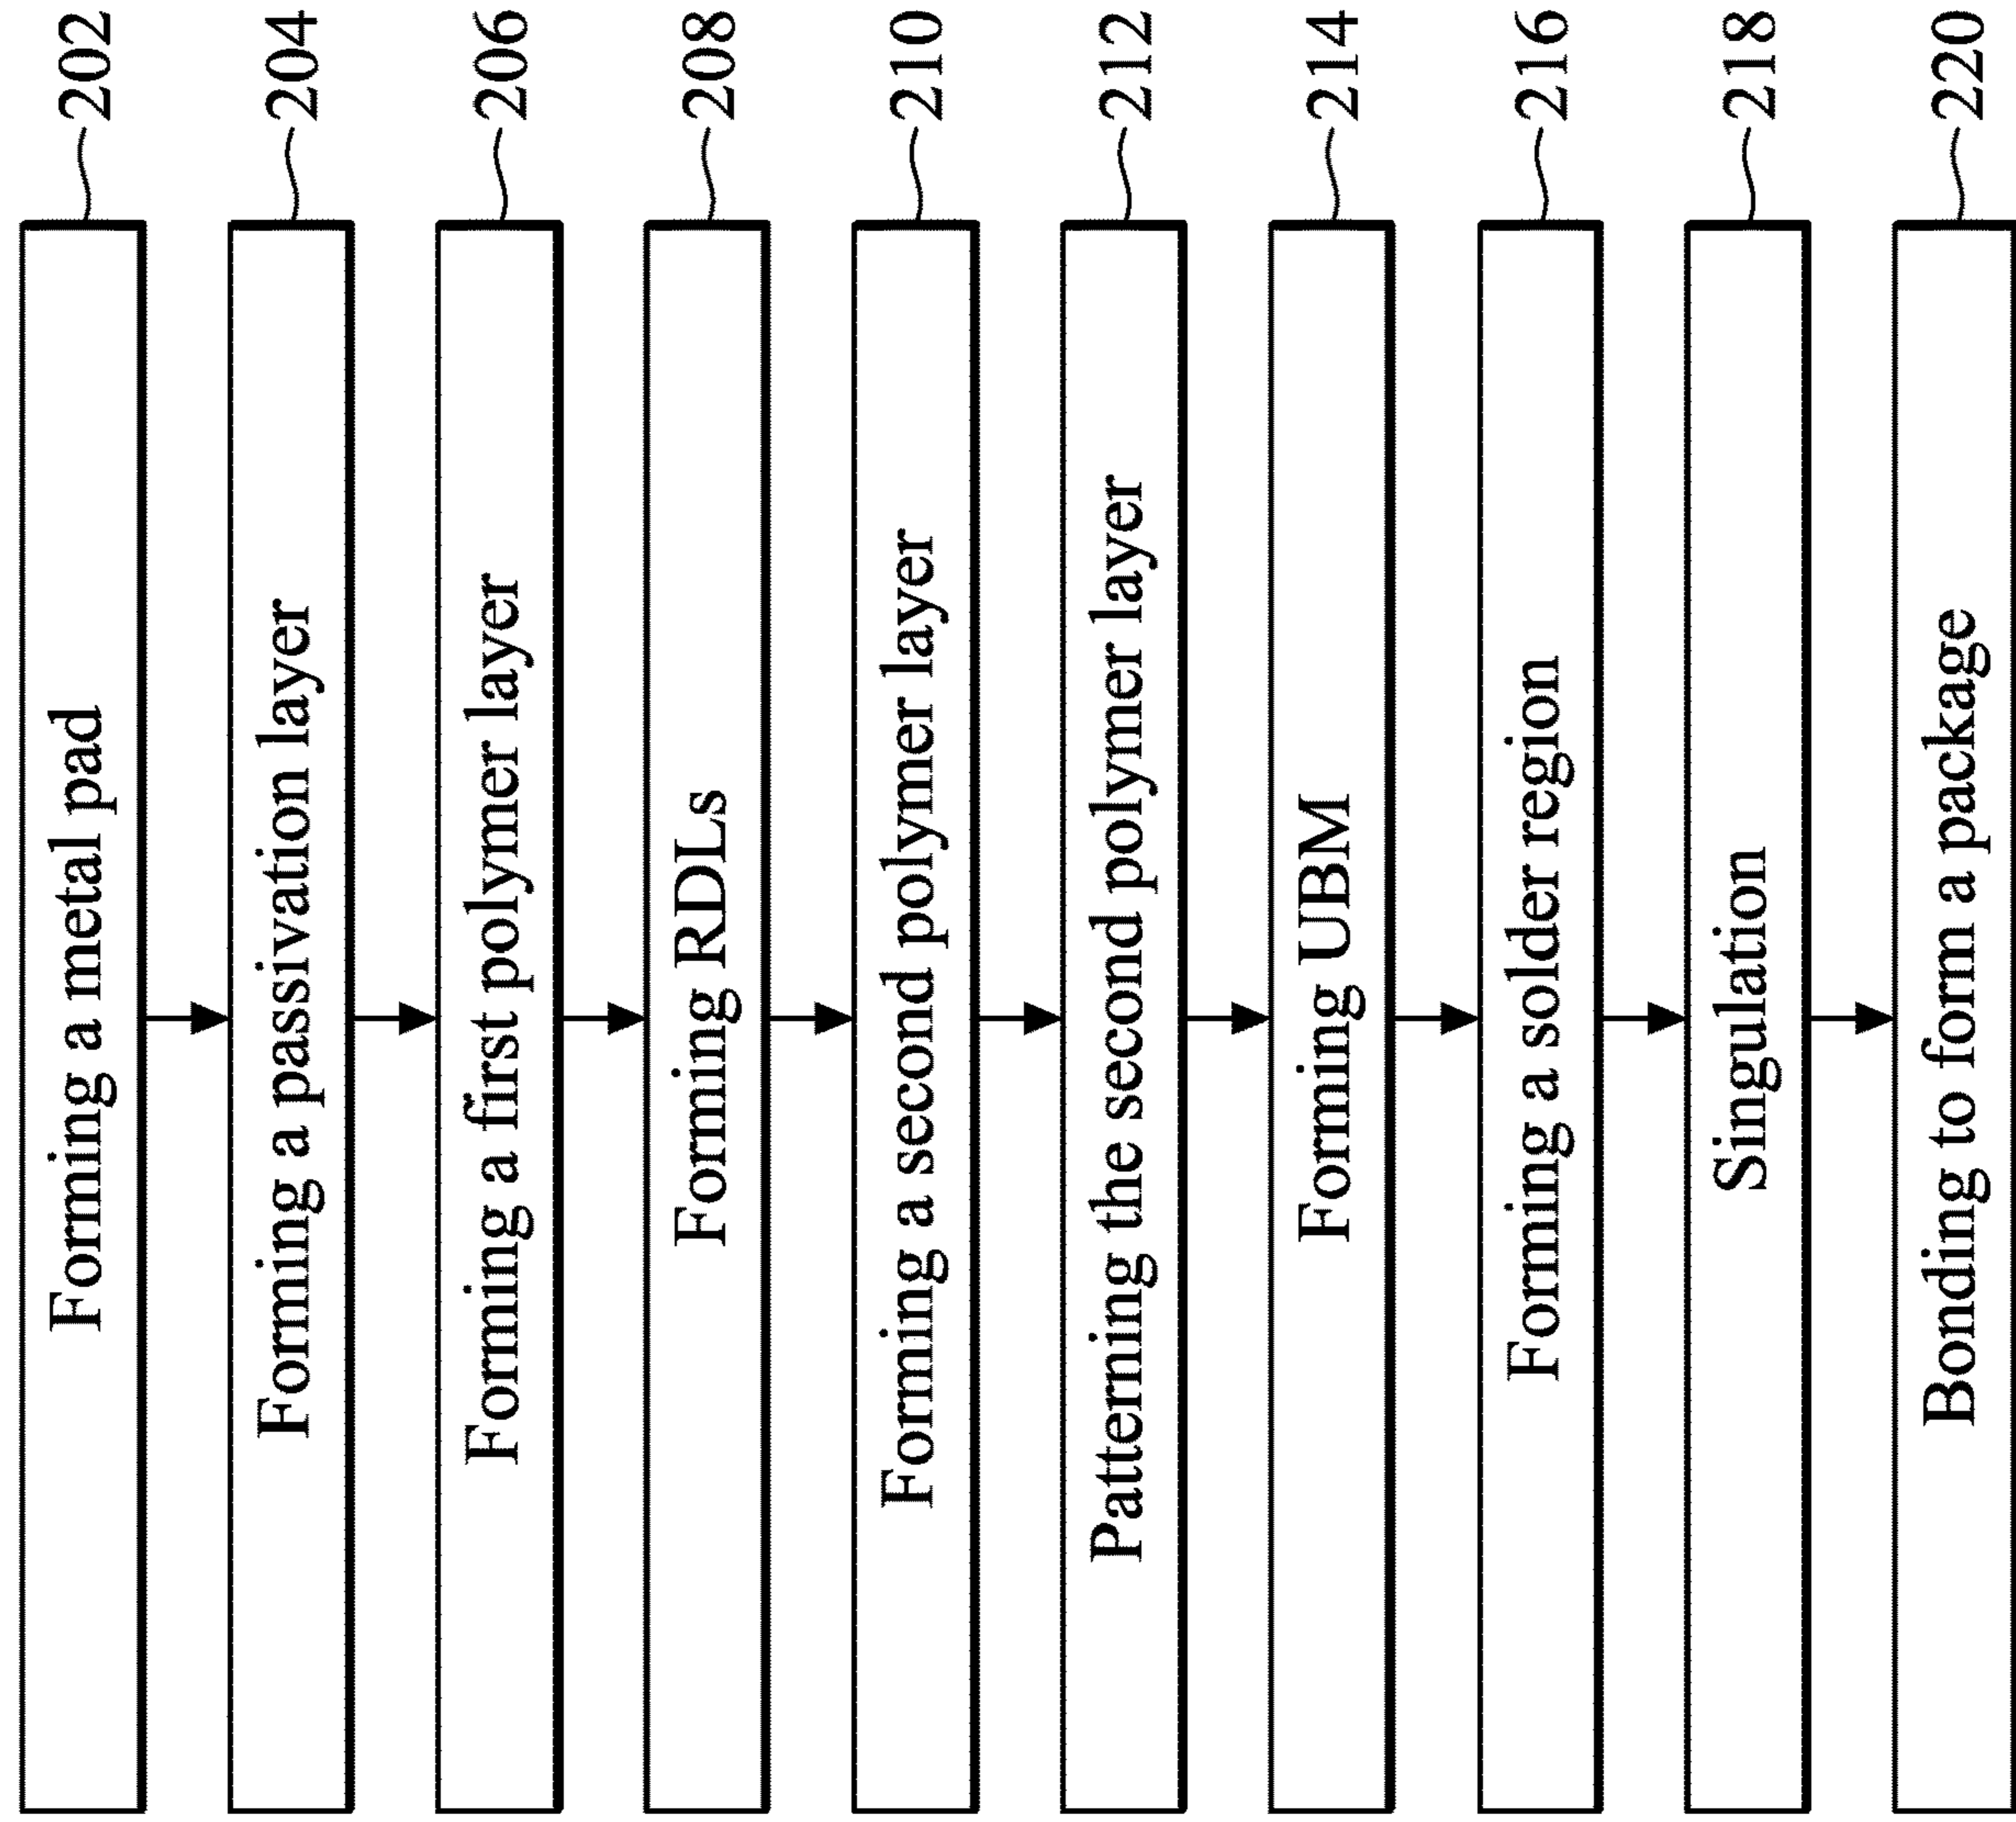 Forming a metal pad 202
Forming a passivation layer 204
Forming a first polymer layer 206
Forming RDLs 208
Forming a second polymer layer 210
Patterning the second polymer layer 212
Forming UBM 214
Forming a solder region 216
Singulation 218
Bonding to form a package 220